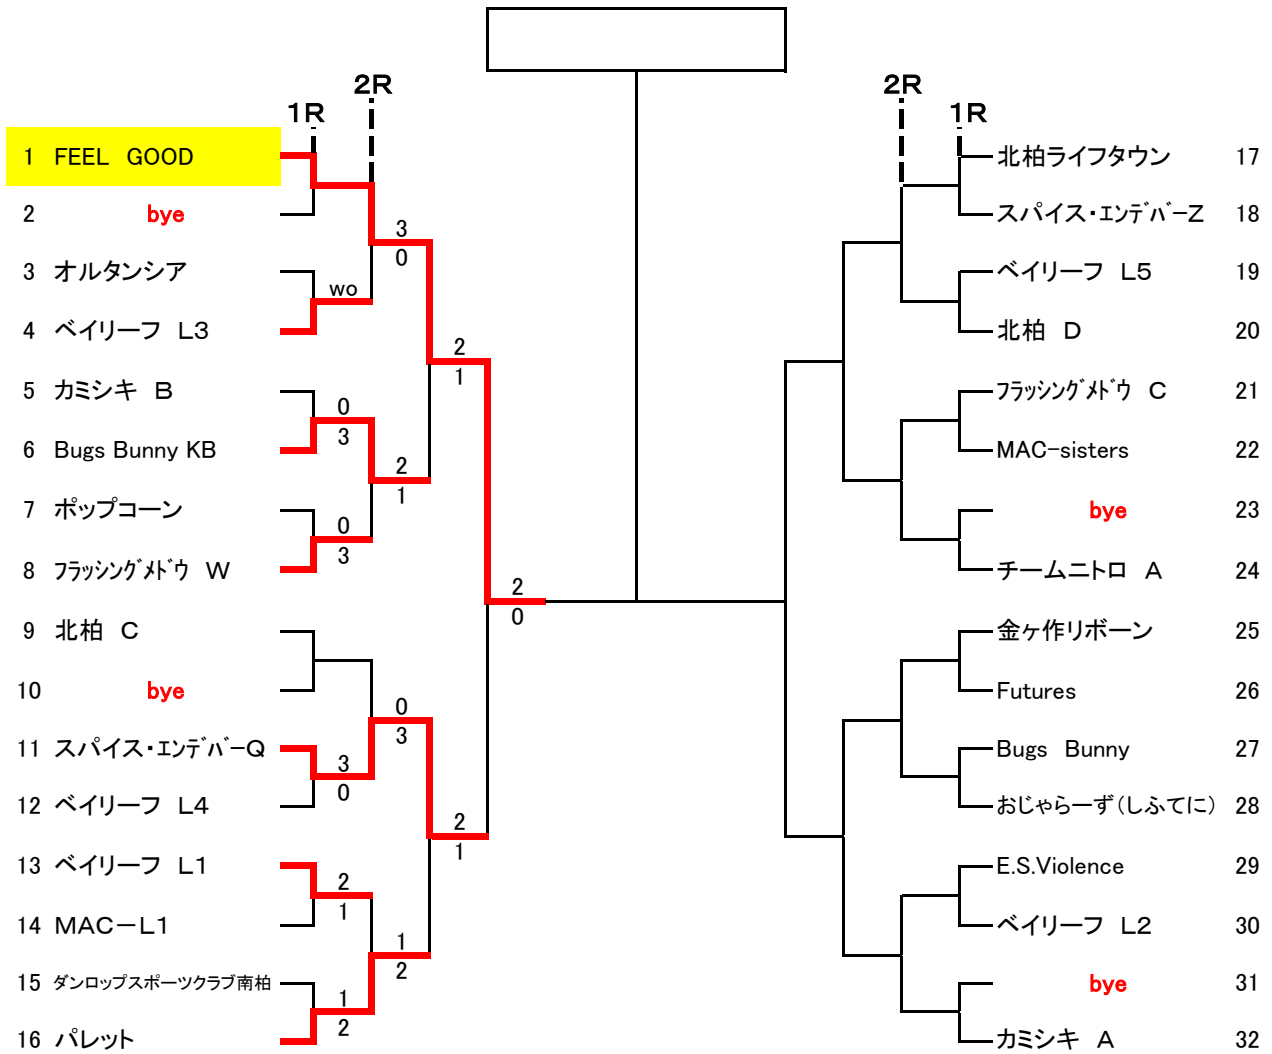 2R
1R
2R
1R
1 FEEL GOOD
2 bye
3 オルタンシア
4 ベイリーフ L3
5 カミシキ B
6 Bugs Bunny KB
7 ポップコーン
8 フラッシングメドウ W
9 北柏 C
10 bye
11 スパイス・エンデバーQ
12 ベイリーフ L4
13 ベイリーフ L1
14 MAC－L1
15 ダンロップスポーツクラブ南柏
16 パレット
wo
0
3
0
3
3
0
2
1
1
2
3
0
2
1
0
3
1
2
2
1
2
1
2
0
北柏ライフタウン 17
スパイス・エンデバーZ 18
ベイリーフ L5 19
北柏 D 20
フラッシングメドウ C 21
MAC-sisters 22
bye 23
チームニトロ A 24
金ヶ作リボーン 25
Futures 26
Bugs Bunny 27
おじゃらーず（しふてに） 28
E.S.Violence 29
ベイリーフ L2 30
bye 31
カミシキ A 32